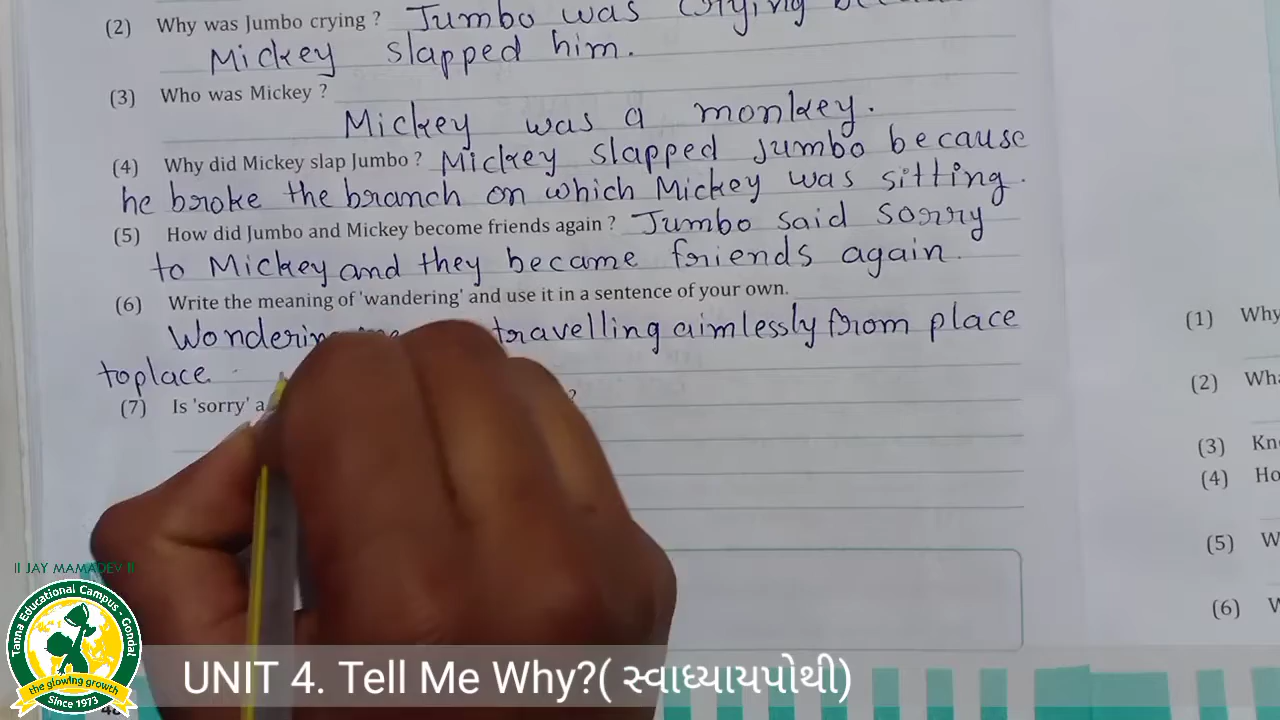 (2) Why was Jumbo crying ? Jumbo was crying
Mickey slapped him.
(3) Who was Mickey ?
Mickey was a monkey.
(4) Why did Mickey slap Jumbo ? Mickey slapped Jumbo because
he broke the branch on which Mickey was sitting.
(5) How did Jumbo and Mickey become friends again ? Jumbo said sorry
to Mickey and they became friends again.
(6) Write the meaning of 'wandering' and use it in a sentence of your own.
Wondering travelling aimlessly from place
toplace.
(7) Is 'sorry' a ?
(1) Why
(2) Wha
(3) Kn
(4) Ho
(5) W
(6) W
II JAY MAMADEV II
Tanna Educational Campus - Gondal
the glowing growth
Since 1973
UNIT 4. Tell Me Why?( સ્વાધ્યાયપોથી)